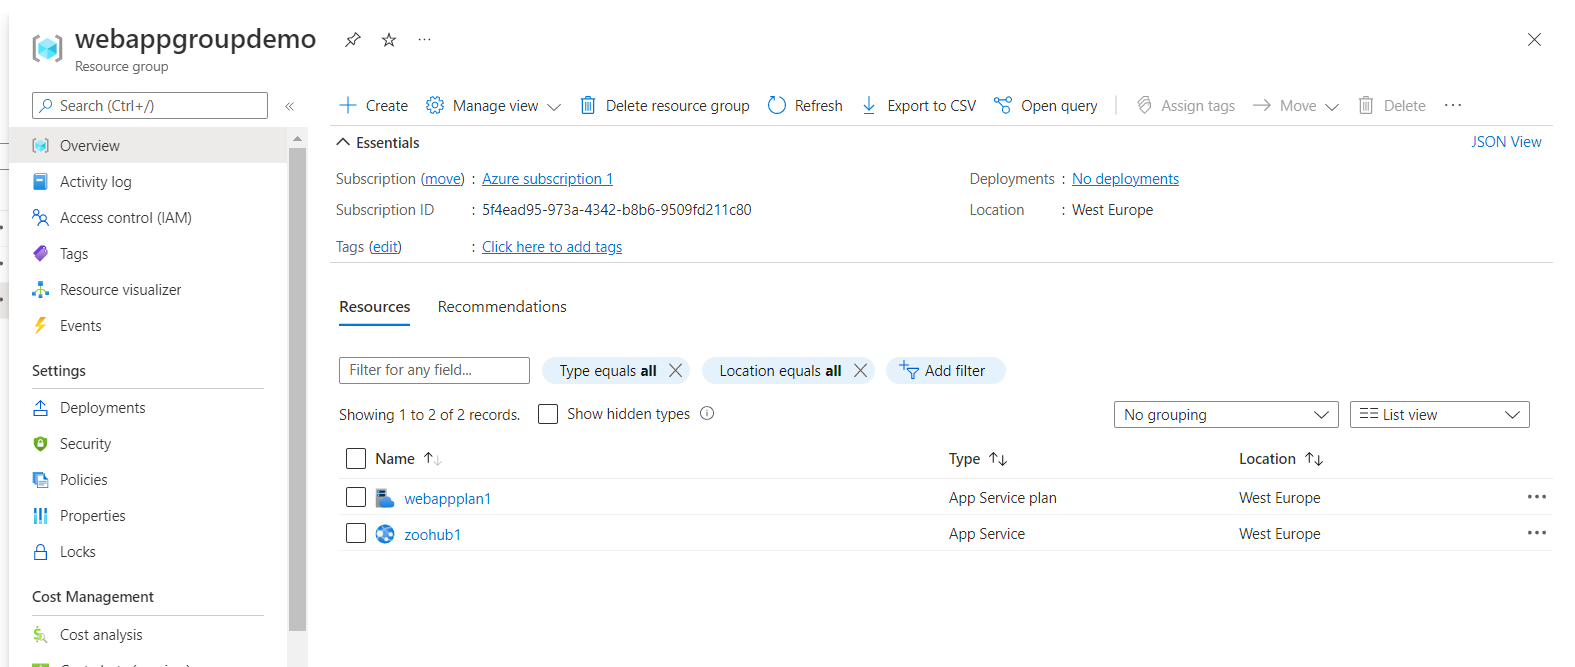 webappgroupdemo
Resource group
Search (Ctrl+/)
Overview
Activity log
Access control (IAM)
Tags
Resource visualizer
Events
Settings
Deployments
Security
Policies
Properties
Locks
Cost Management
Cost analysis
Create Manage view Delete resource group Refresh Export to CSV Open query Assign tags Move Delete
Essentials JSON View
Subscription (move) : Azure subscription 1 Deployments : No deployments
Subscription ID : 5f4ead95-973a-4342-b8b6-9509fd211c80 Location : West Europe
Tags (edit) : Click here to add tags
Resources Recommendations
Filter for any field... Type equals all Location equals all Add filter
Showing 1 to 2 of 2 records. Show hidden types No grouping List view
Name Type Location
webappplan1 App Service plan West Europe
zoohub1 App Service West Europe